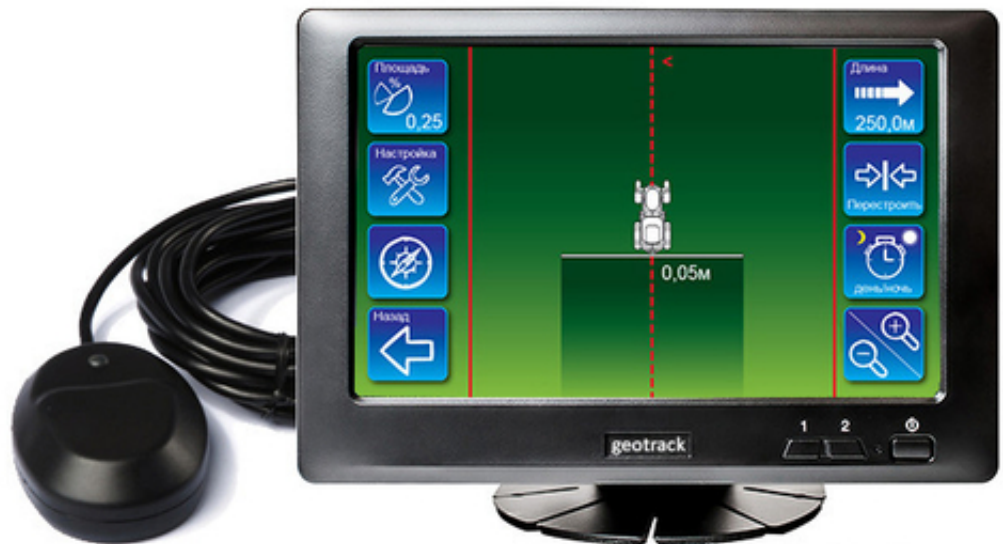 Площадь
%
0,25
Настройка
Назад
<
0,05м
Длина
250,0м
Перестроить
день/ночь
geotrack
1 2